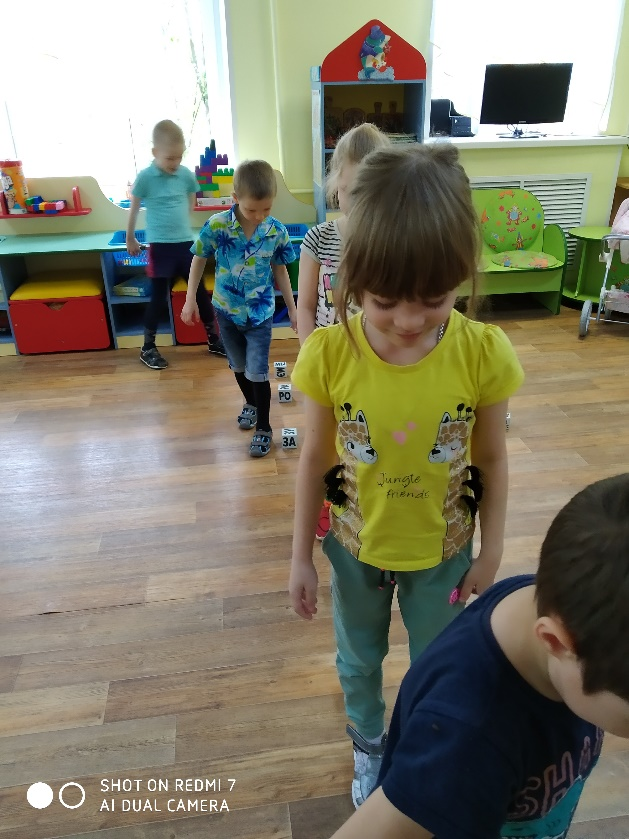 РО
ЗА
Jungle
friends
SHOT ON REDMI 7
AI DUAL CAMERA